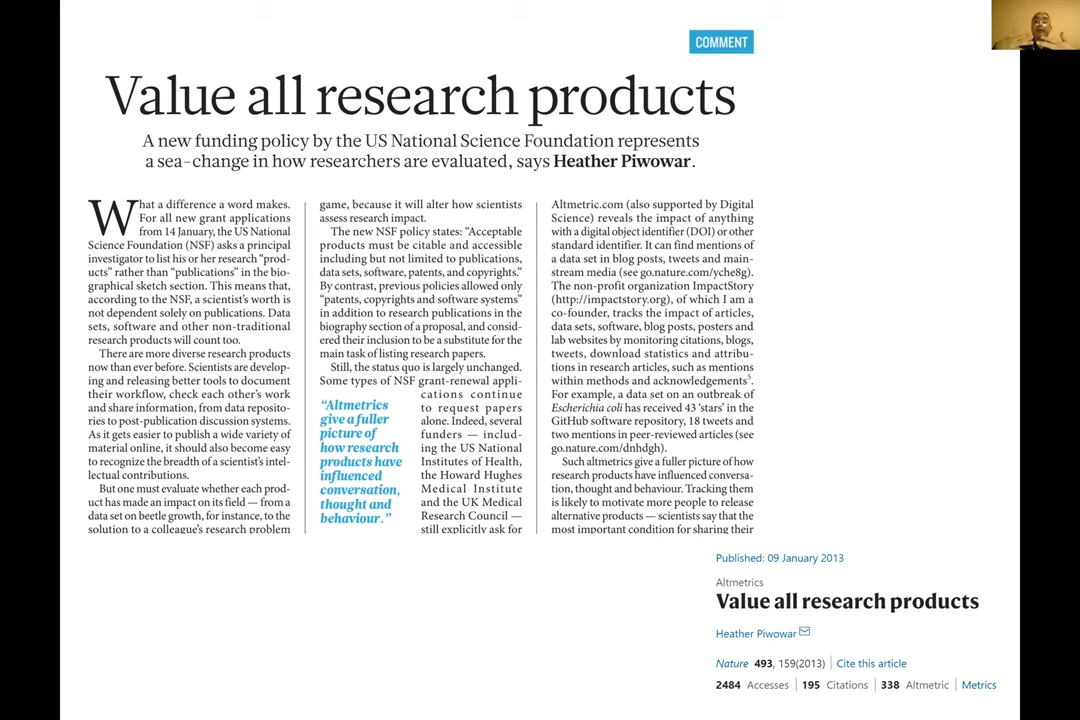 COMMENT
Value all research products
A new funding policy by the US National Science Foundation represents
a sea-change in how researchers are evaluated, says Heather Piwowar.
What a difference a word makes.
For all new grant applications
from 14 January, the US National
Science Foundation (NSF) asks a principal
investigator to list his or her research “prod-
ucts” rather than “publications” in the bio-
graphical sketch section. This means that,
according to the NSF, a scientist’s worth is
not dependent solely on publications. Data
sets, software and other non-traditional
research products will count too.
There are more diverse research products
now than ever before. Scientists are develop-
ing and releasing better tools to document
their workflow, check each other’s work
and share information, from data reposito-
ries to post-publication discussion systems.
As it gets easier to publish a wide variety of
material online, it should also become easy
to recognize the breadth of a scientist’s intel-
lectual contributions.
But one must evaluate whether each prod-
uct has made an impact on its field — from a
data set on beetle growth, for instance, to the
solution to a colleague’s research problem
game, because it will alter how scientists
assess research impact.
The new NSF policy states: “Acceptable
products must be citable and accessible
including but not limited to publications,
data sets, software, patents, and copyrights.”
By contrast, previous policies allowed only
“patents, copyrights and software systems”
in addition to research publications in the
biography section of a proposal, and consid-
ered their inclusion to be a substitute for the
main task of listing research papers.
Still, the status quo is largely unchanged.
Some types of NSF grant-renewal appli-
cations continue
to request papers
alone. Indeed, several
funders — includ-
ing the US National
Institutes of Health,
the Howard Hughes
Medical Institute
and the UK Medical
Research Council —
still explicitly ask for
“Altmetrics
give a fuller
picture of
how research
products have
influenced
conversation,
thought and
behaviour.”
Altmetric.com (also supported by Digital
Science) reveals the impact of anything
with a digital object identifier (DOI) or other
standard identifier. It can find mentions of
a data set in blog posts, tweets and main-
stream media (see go.nature.com/yche8g).
The non-profit organization ImpactStory
(http://impactstory.org), of which I am a
co-founder, tracks the impact of articles,
data sets, software, blog posts, posters and
lab websites by monitoring citations, blogs,
tweets, download statistics and attribu-
tions in research articles, such as mentions
within methods and acknowledgements⁵.
For example, a data set on an outbreak of
Escherichia coli has received 43 ‘stars’ in the
GitHub software repository, 18 tweets and
two mentions in peer-reviewed articles (see
go.nature.com/dnhdgh).
Such altmetrics give a fuller picture of how
research products have influenced conversa-
tion, thought and behaviour. Tracking them
is likely to motivate more people to release
alternative products — scientists say that the
most important condition for sharing their
Published: 09 January 2013
Altmetrics
Value all research products
Heather Piwowar
Nature 493, 159(2013) Cite this article
2484 Accesses 195 Citations 338 Altmetric Metrics